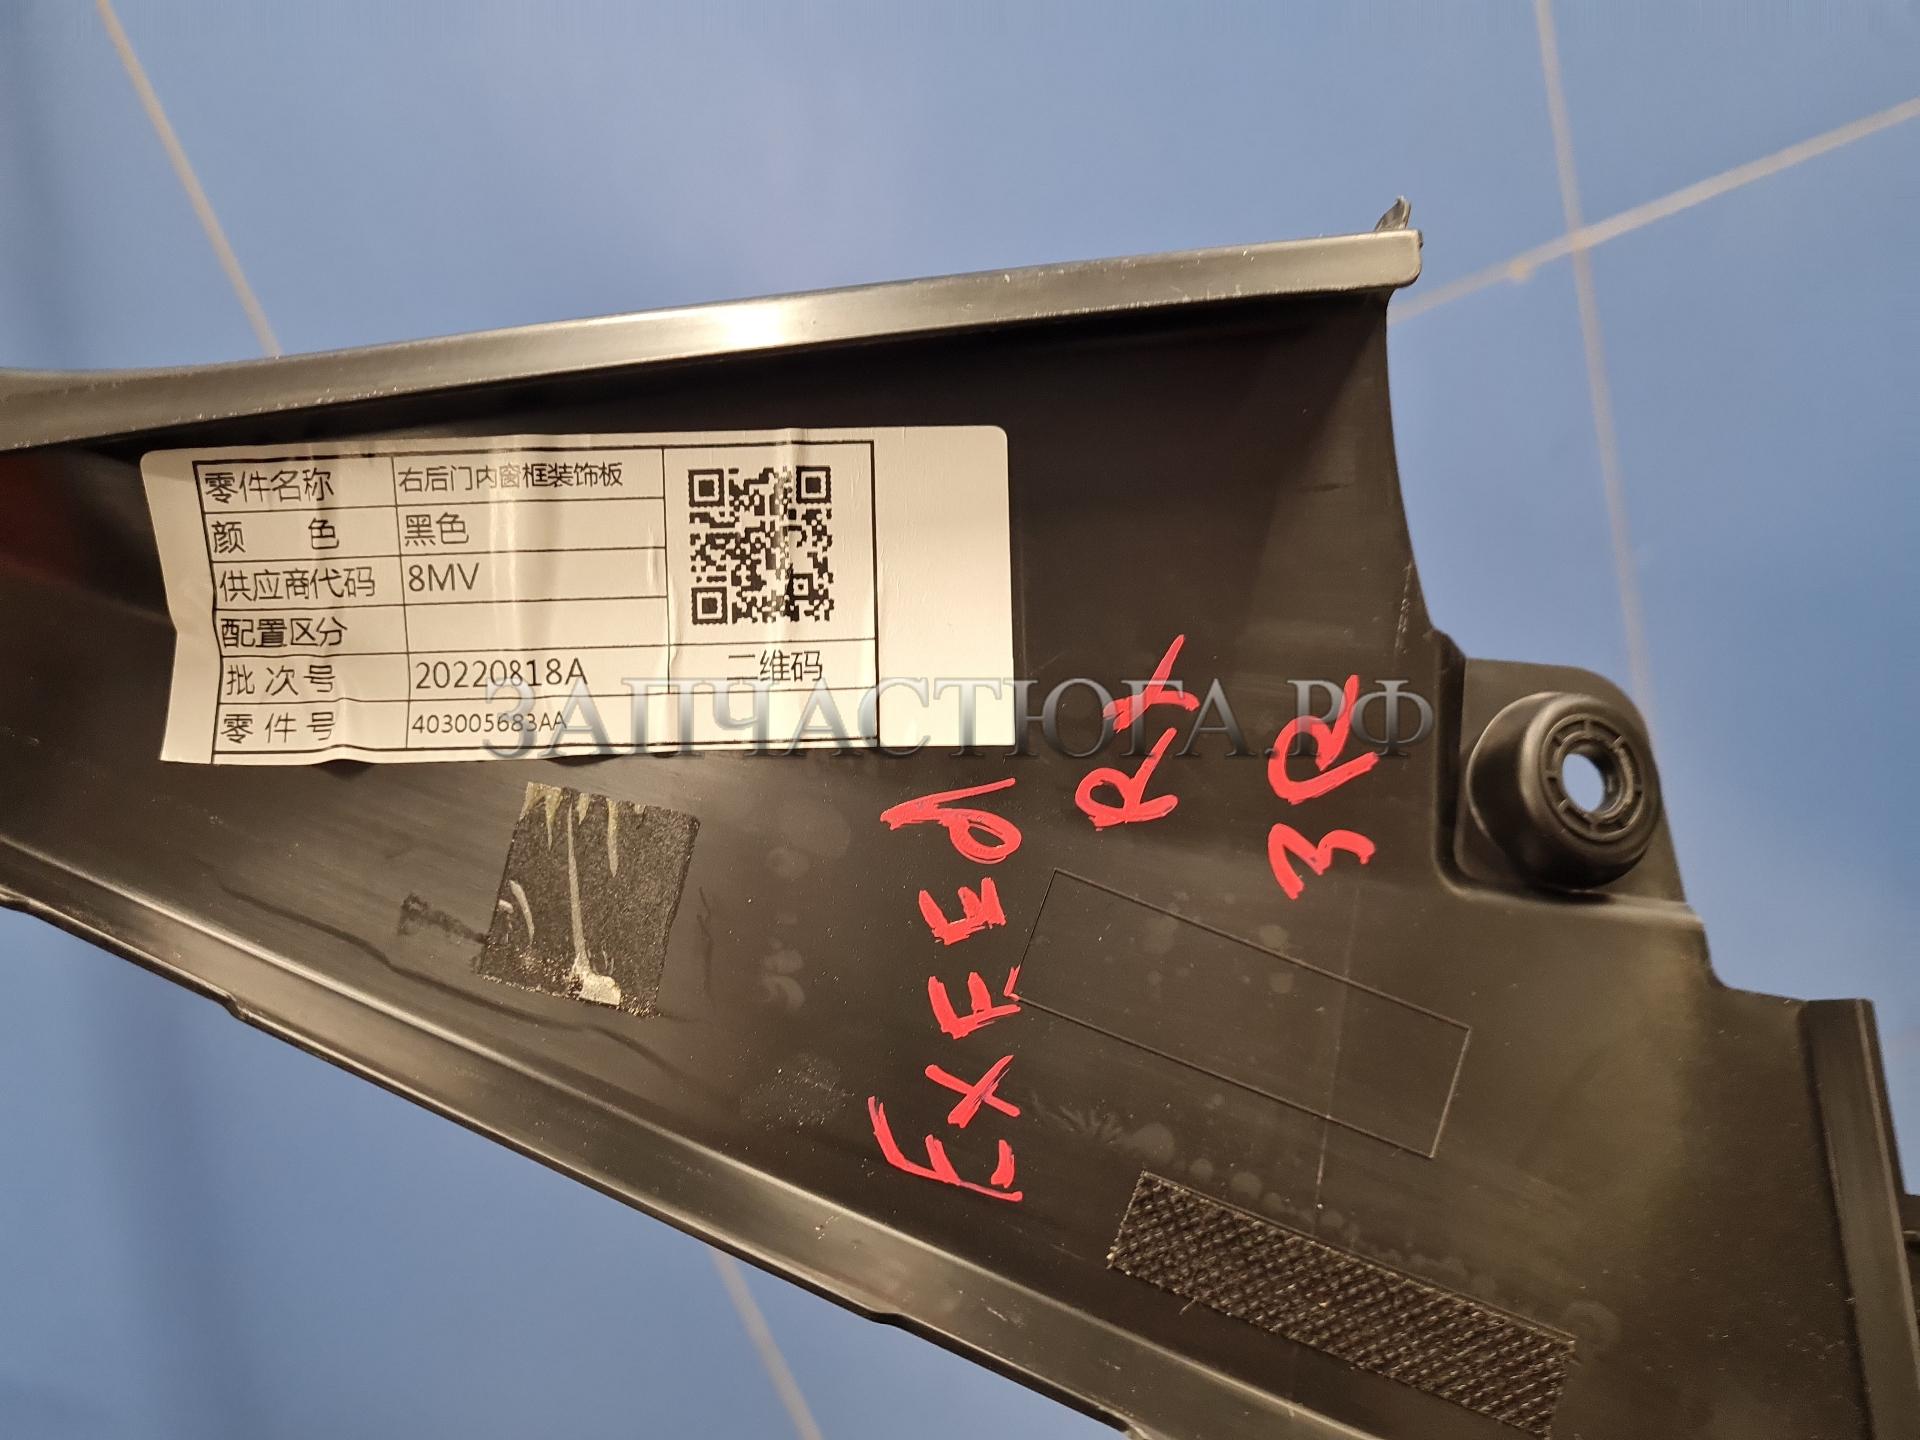 零件名称 右后门内窗框装饰板
颜 色 黑色
供应商代码 8MV
配置区分
批次号 20220818A 二维码
零件号 403005683AA
ЗАПЧАСТЮГА.РФ
EXEEd
RX
ЗR